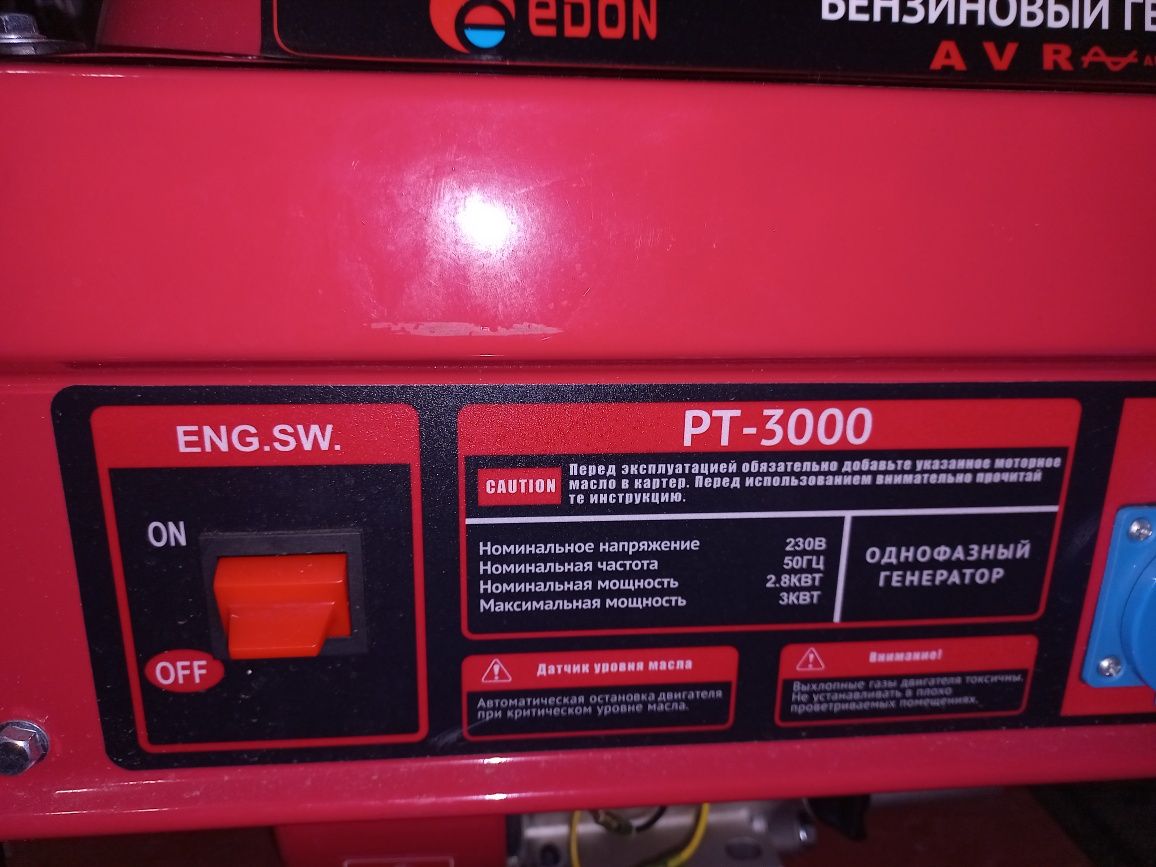 eDON
БЕНЗИНОВЫЙ ГЕ
AVR
ENG.SW.
ON
OFF
PT-3000
CAUTION
Перед эксплуатацией обязательно добавьте указанное моторное
масло в картер. Перед использованием внимательно прочитай
те инструкцию.
Номинальное напряжение 230В
Номинальная частота 50ГЦ
Номинальная мощность 2.8КВТ
Максимальная мощность 3КВТ
ОДНОФАЗНЫЙ
ГЕНЕРАТОР
Датчик уровня масла
Автоматическая остановка двигателя
при критическом уровне масла.
Внимание!
Выхлопные газы двигателя токсичны.
Не устанавливать в плохо
проветриваемых помещениях.